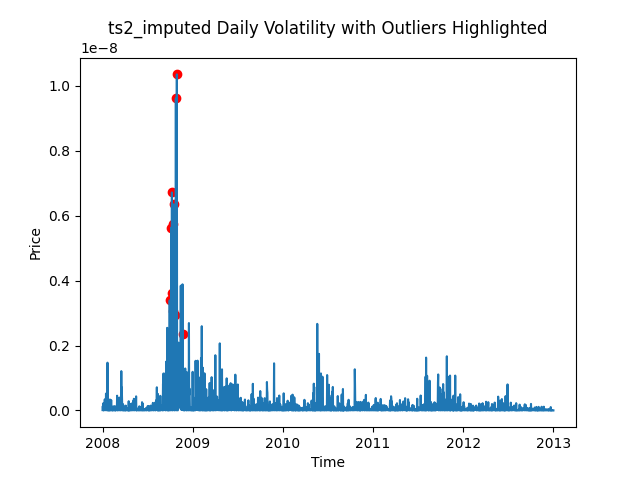 ts2_imputed Daily Volatility with Outliers Highlighted
1e−8
1.0
0.8
0.6
0.4
0.2
0.0
Price
2008 2009 2010 2011 2012 2013
Time